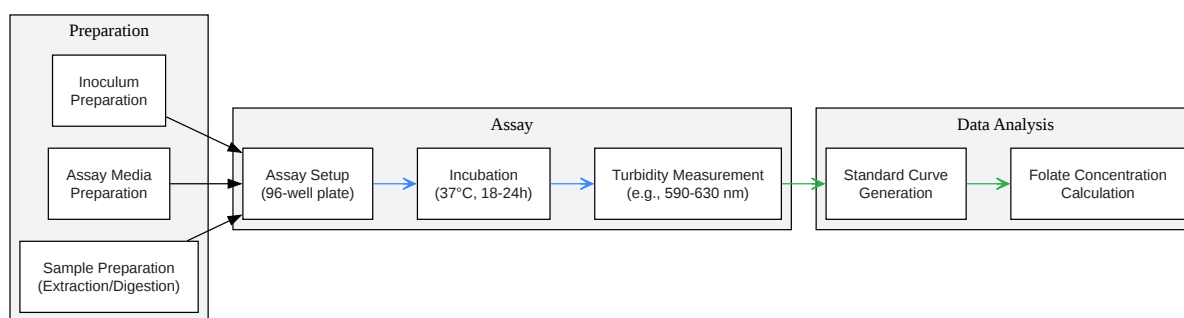 Preparation
Inoculum
Preparation
Assay Media
Preparation
Sample Preparation
(Extraction/Digestion)
Assay
Assay Setup
(96-well plate)
Incubation
(37°C, 18-24h)
Turbidity Measurement
(e.g., 590-630 nm)
Data Analysis
Standard Curve
Generation
Folate Concentration
Calculation